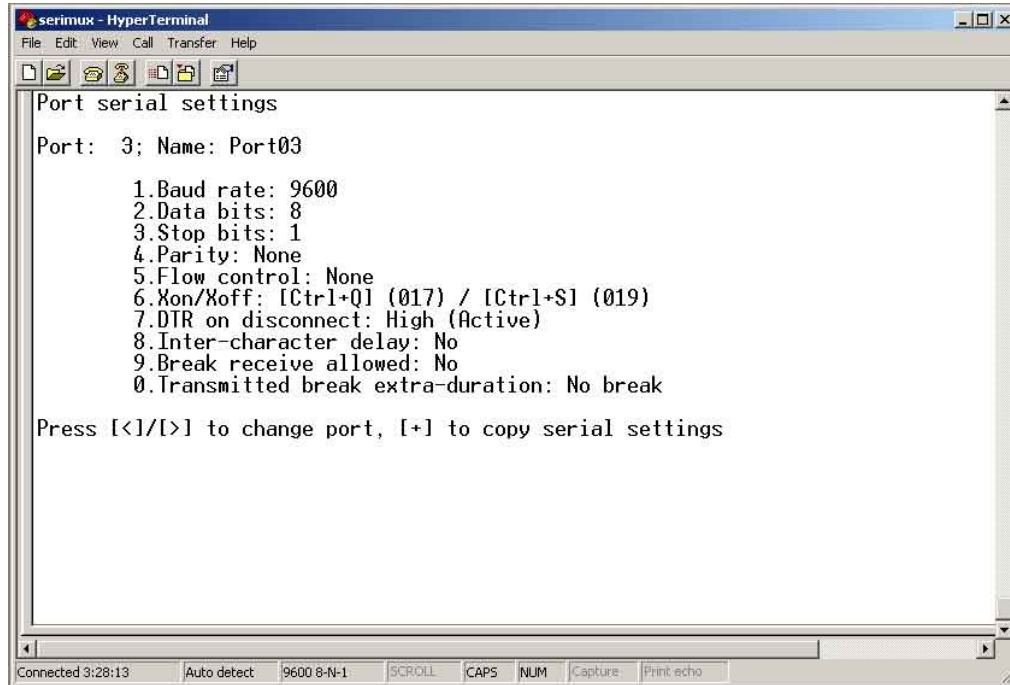 serimux - HyperTerminal
File Edit View Call Transfer Help
Port serial settings
Port: 3; Name: Port03
1.Baud rate: 9600
2.Data bits: 8
3.Stop bits: 1
4.Parity: None
5.Flow control: None
6.Xon/Xoff: [Ctrl+Q] (017) / [Ctrl+S] (019)
7.DTR on disconnect: High (Active)
8.Inter-character delay: No
9.Break receive allowed: No
0.Transmitted break extra-duration: No break
Press [<]/[>] to change port, [+] to copy serial settings
Connected 3:28:13 Auto detect 9600 8-N-1 SCROLL CAPS NUM Capture Print echo